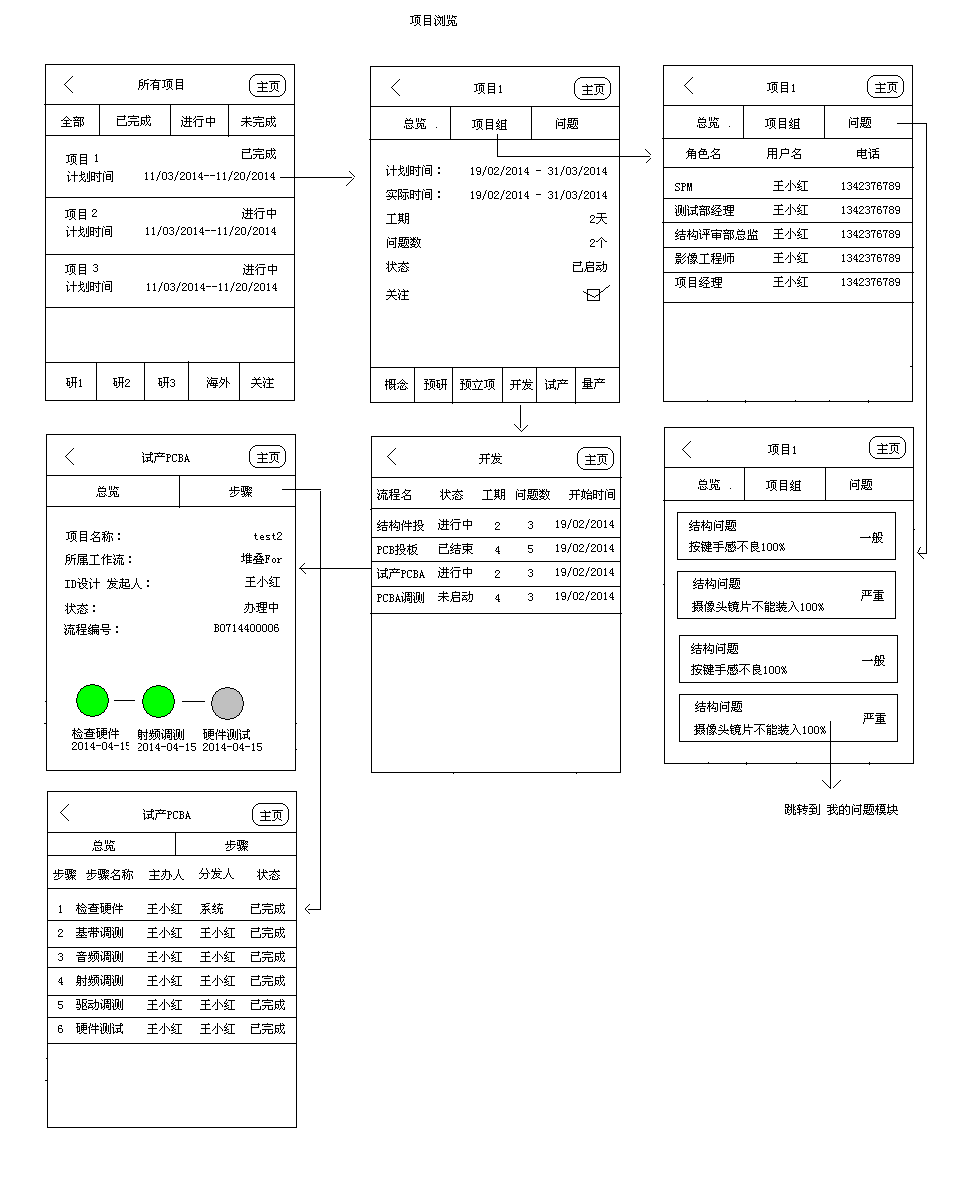 项目浏览
所有项目 主页
全部 已完成 进行中 未完成
项目 1 已完成
计划时间 11/03/2014--11/20/2014
项目 2 进行中
计划时间 11/03/2014--11/20/2014
项目 3 进行中
计划时间 11/03/2014--11/20/2014
研1 研2 研3 海外 关注
项目1 主页
总览 . 项目组 问题
计划时间： 19/02/2014 - 31/03/2014
实际时间： 19/02/2014 - 31/03/2014
工期 2天
问题数 2个
状态 已启动
关注
概念 预研 预立项 开发 试产 量产
项目1 主页
总览 . 项目组 问题
角色名 用户名 电话
SPM 王小红 1342376789
测试部经理 王小红 1342376789
结构评审部总监 王小红 1342376789
影像工程师 王小红 1342376789
项目经理 王小红 1342376789
试产PCBA 主页
总览 步骤
项目名称： test2
所属工作流： 堆叠For
ID设计 发起人： 王小红
状态： 办理中
流程编号： B0714400006
检查硬件 射频调测 硬件测试
2014-04-15 2014-04-15 2014-04-15
开发 主页
流程名 状态 工期 问题数 开始时间
结构件投 进行中 2 3 19/02/2014
PCB投板 已结束 4 5 19/02/2014
试产PCBA 进行中 2 3 19/02/2014
PCBA调测 未启动 4 3 19/02/2014
项目1 主页
总览 . 项目组 问题
结构问题
按键手感不良100% 一般
结构问题
摄像头镜片不能装入100% 严重
结构问题
按键手感不良100% 一般
结构问题
摄像头镜片不能装入100% 严重
跳转到 我的问题模块
试产PCBA 主页
总览 步骤
步骤 步骤名称 主办人 分发人 状态
1 检查硬件 王小红 系统 已完成
2 基带调测 王小红 王小红 已完成
3 音频调测 王小红 王小红 已完成
4 射频调测 王小红 王小红 已完成
5 驱动调测 王小红 王小红 已完成
6 硬件测试 王小红 王小红 已完成